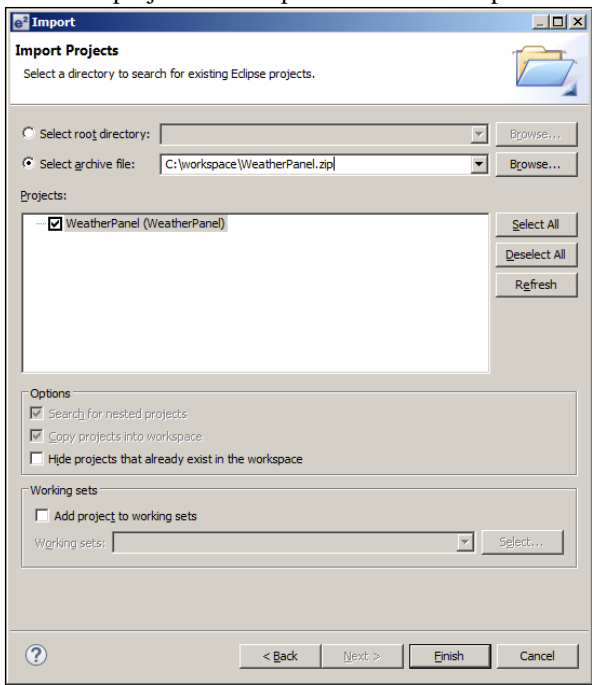 e² Import
Import Projects
Select a directory to search for existing Eclipse projects.
Select root directory: Browse...
Select archive file: C:\workspace\WeatherPanel.zip Browse...
Projects:
WeatherPanel (WeatherPanel) Select All
Deselect All
Refresh
Options
Search for nested projects
Copy projects into workspace
Hide projects that already exist in the workspace
Working sets
Add project to working sets
Working sets: Select...
? < Back Next > Finish Cancel